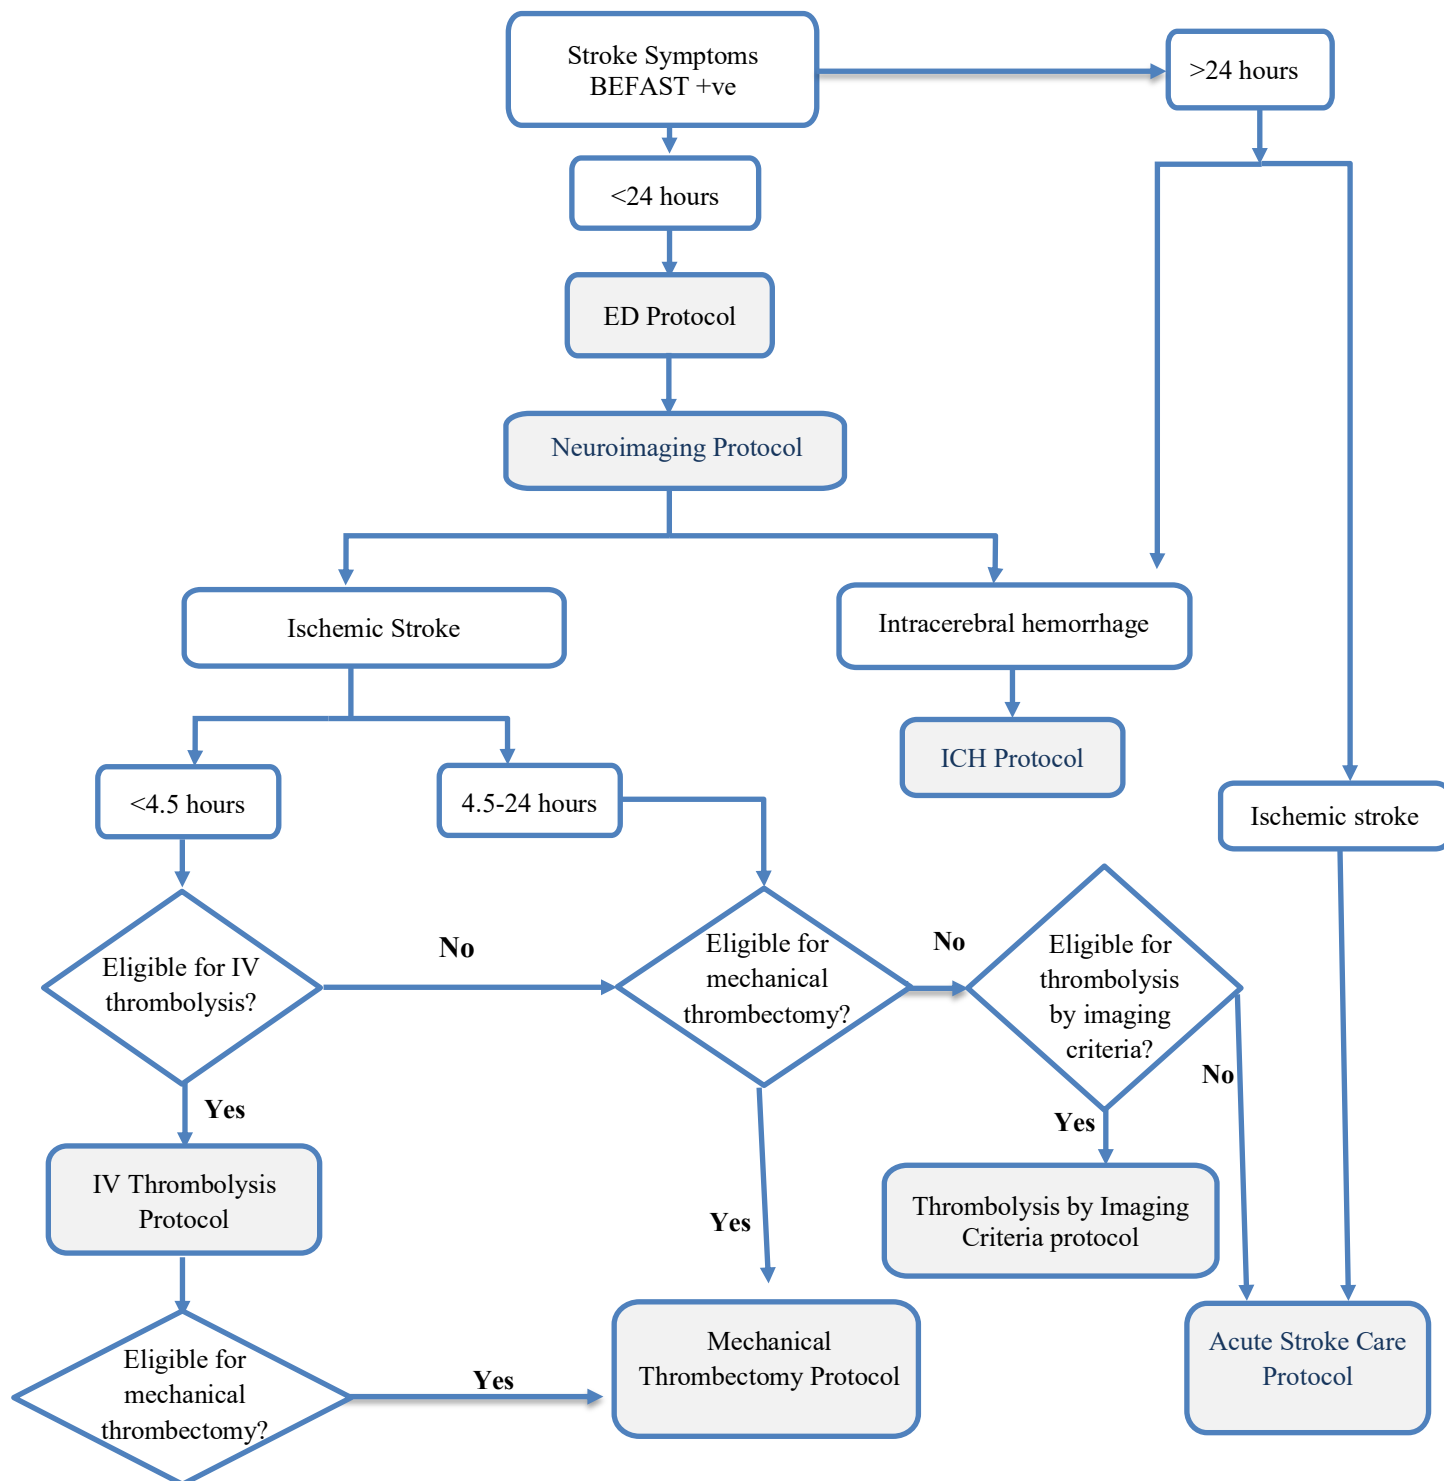 Stroke Symptoms
BEFAST +ve
>24 hours
<24 hours
ED Protocol
Neuroimaging Protocol
Ischemic Stroke
Intracerebral hemorrhage
ICH Protocol
<4.5 hours
4.5-24 hours
Ischemic stroke
Eligible for IV
thrombolysis?
No
Eligible for
mechanical
thrombectomy?
No
Eligible for
thrombolysis
by imaging
criteria?
No
Yes
Yes
IV Thrombolysis
Protocol
Yes
Thrombolysis by Imaging
Criteria protocol
Eligible for
mechanical
thrombectomy?
Yes
Mechanical
Thrombectomy Protocol
Acute Stroke Care
Protocol